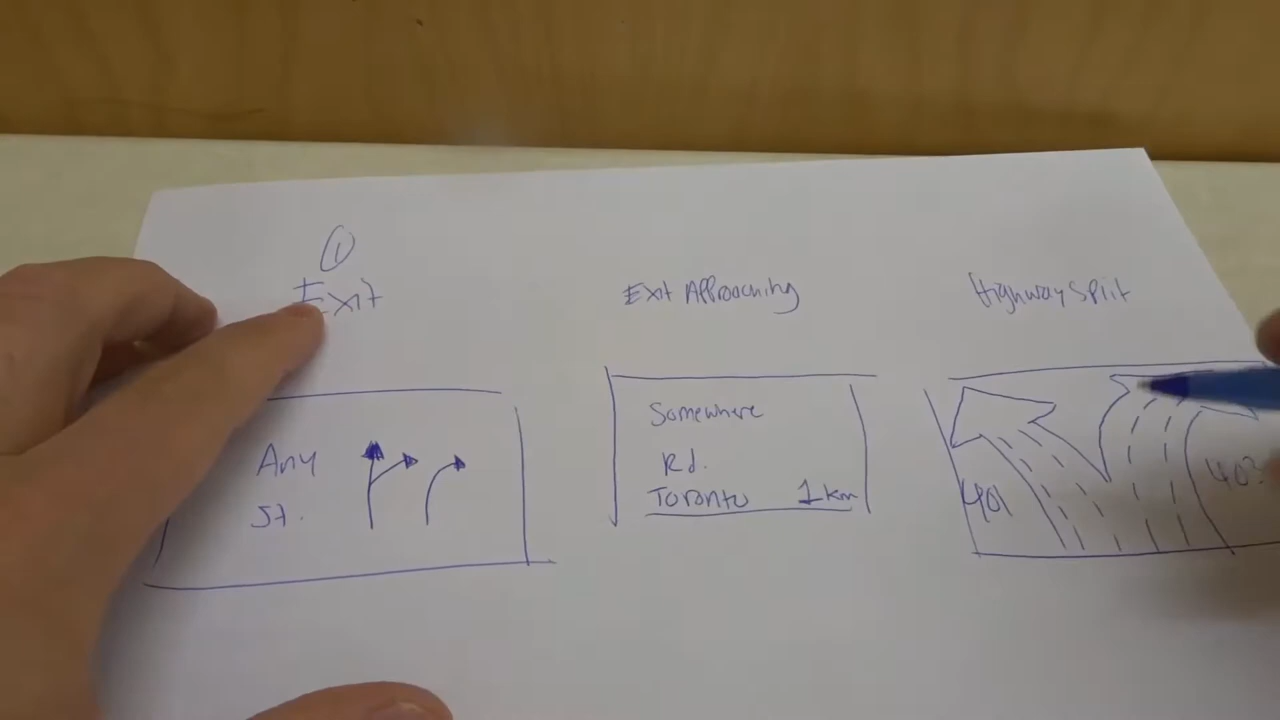 ①
Exit
Exit Approaching
Highway Split
Any
St.
Somewhere
Rd.
Toronto 1km
401
403